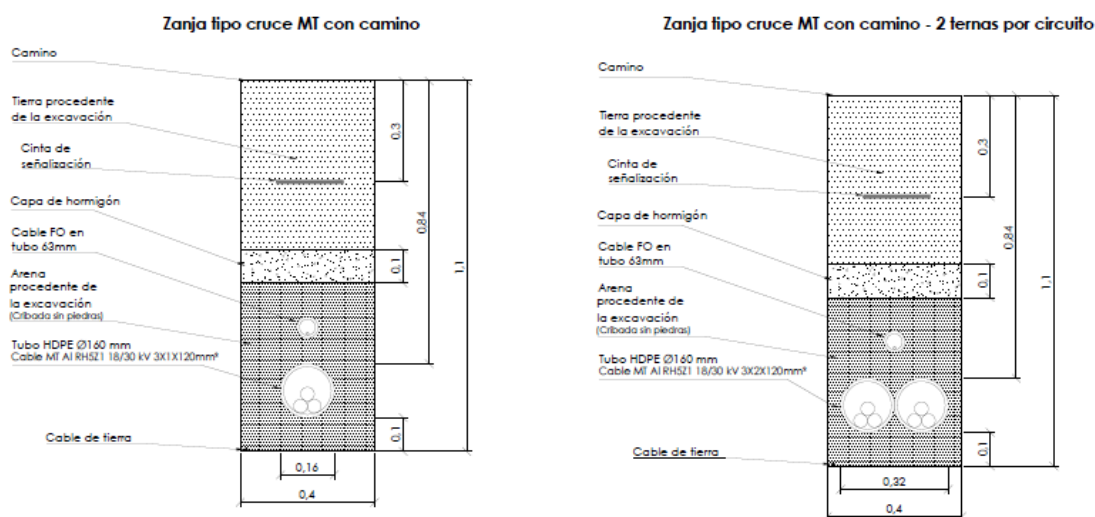 Zanja tipo cruce MT con camino
Camino
Tierra procedente
de la excavación
Cinta de
señalización
Capa de hormigón
Cable FO en
tubo 63mm
Arena
procedente de
la excavación
(Cribada sin piedras)
Tubo HDPE Ø160 mm
Cable MT Al RH5Z1 18/30 kV 3X1X120mm²
Cable de tierra
0,3
0,84
1,1
0,1
0,1
0,16
0,4
Zanja tipo cruce MT con camino - 2 ternas por circuito
Camino
Tierra procedente
de la excavación
Cinta de
señalización
Capa de hormigón
Cable FO en
tubo 63mm
Arena
procedente de
la excavación
(Cribada sin piedras)
Tubo HDPE Ø160 mm
Cable MT Al RH5Z1 18/30 kV 3X2X120mm²
Cable de tierra
0,3
0,84
1,1
0,1
0,1
0,32
0,4